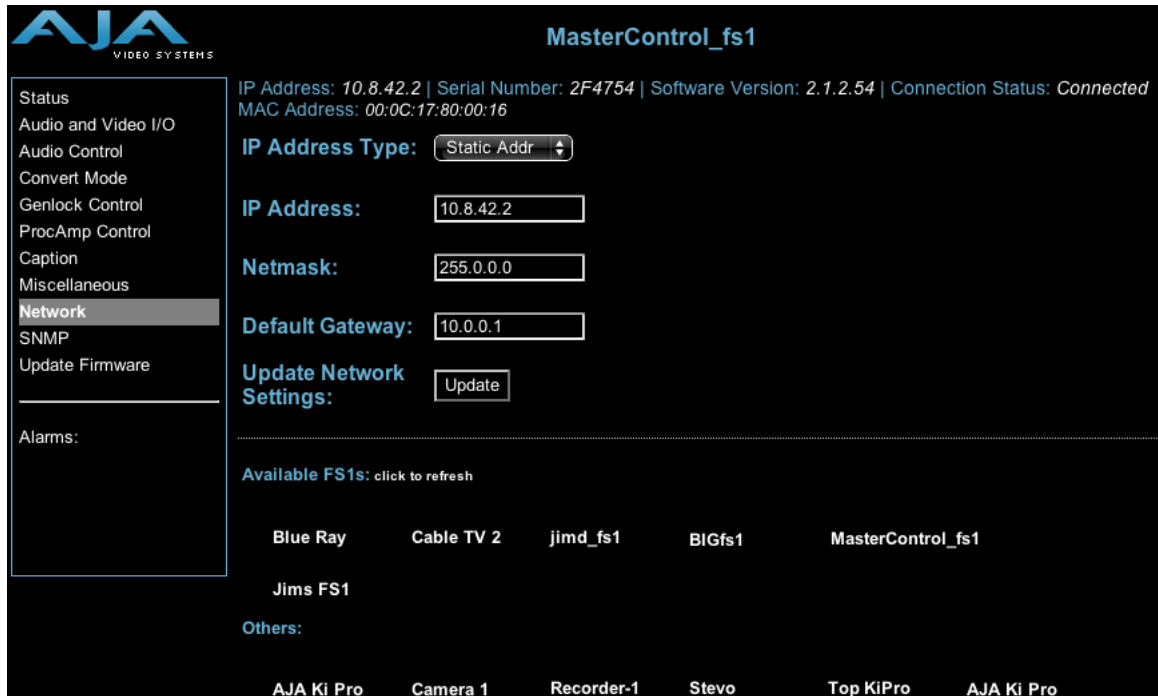 AJA
VIDEO SYSTEMS
MasterControl_fs1
Status
Audio and Video I/O
Audio Control
Convert Mode
Genlock Control
ProcAmp Control
Caption
Miscellaneous
Network
SNMP
Update Firmware
Alarms:
IP Address: 10.8.42.2 | Serial Number: 2F4754 | Software Version: 2.1.2.54 | Connection Status: Connected
MAC Address: 00:0C:17:80:00:16
IP Address Type: Static Addr
IP Address: 10.8.42.2
Netmask: 255.0.0.0
Default Gateway: 10.0.0.1
Update Network
Settings: Update
Available FS1s: click to refresh
Blue Ray Cable TV 2 jimd_fs1 BIGfs1 MasterControl_fs1
Jims FS1
Others:
AJA Ki Pro Camera 1 Recorder-1 Stevo Top KiPro AJA Ki Pro